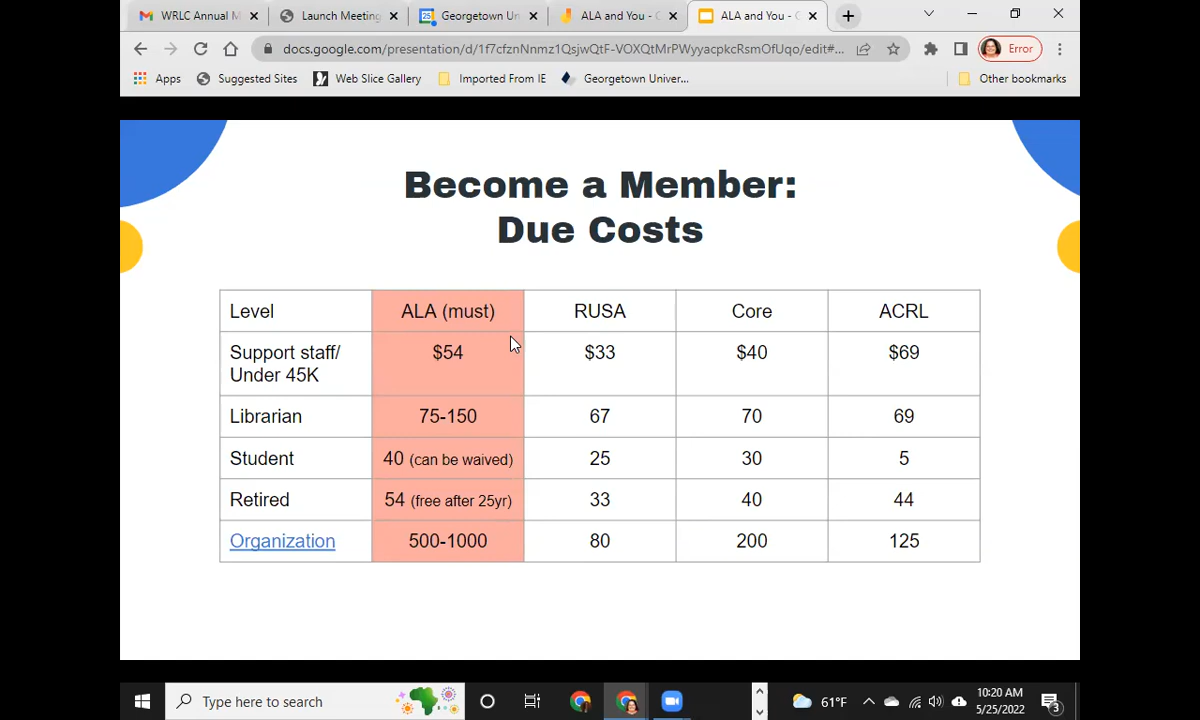 WRLC Annual M
Launch Meeting
25
Georgetown Un
ALA and You - G
ALA and You - G
docs.google.com/presentation/d/1f7cfznNnmz1QsjwQtF-VOXQtMrPWyyacpkcRsmOfUqo/edit#...
Error
Apps
Suggested Sites
Web Slice Gallery
Imported From IE
Georgetown Univer...
Other bookmarks
Become a Member:
Due Costs
Level ALA (must) RUSA Core ACRL
Support staff/ $54 $33 $40 $69
Under 45K
Librarian 75-150 67 70 69
Student 40 (can be waived) 25 30 5
Retired 54 (free after 25yr) 33 40 44
Organization 500-1000 80 200 125
Type here to search
61°F
10:20 AM
5/25/2022
3